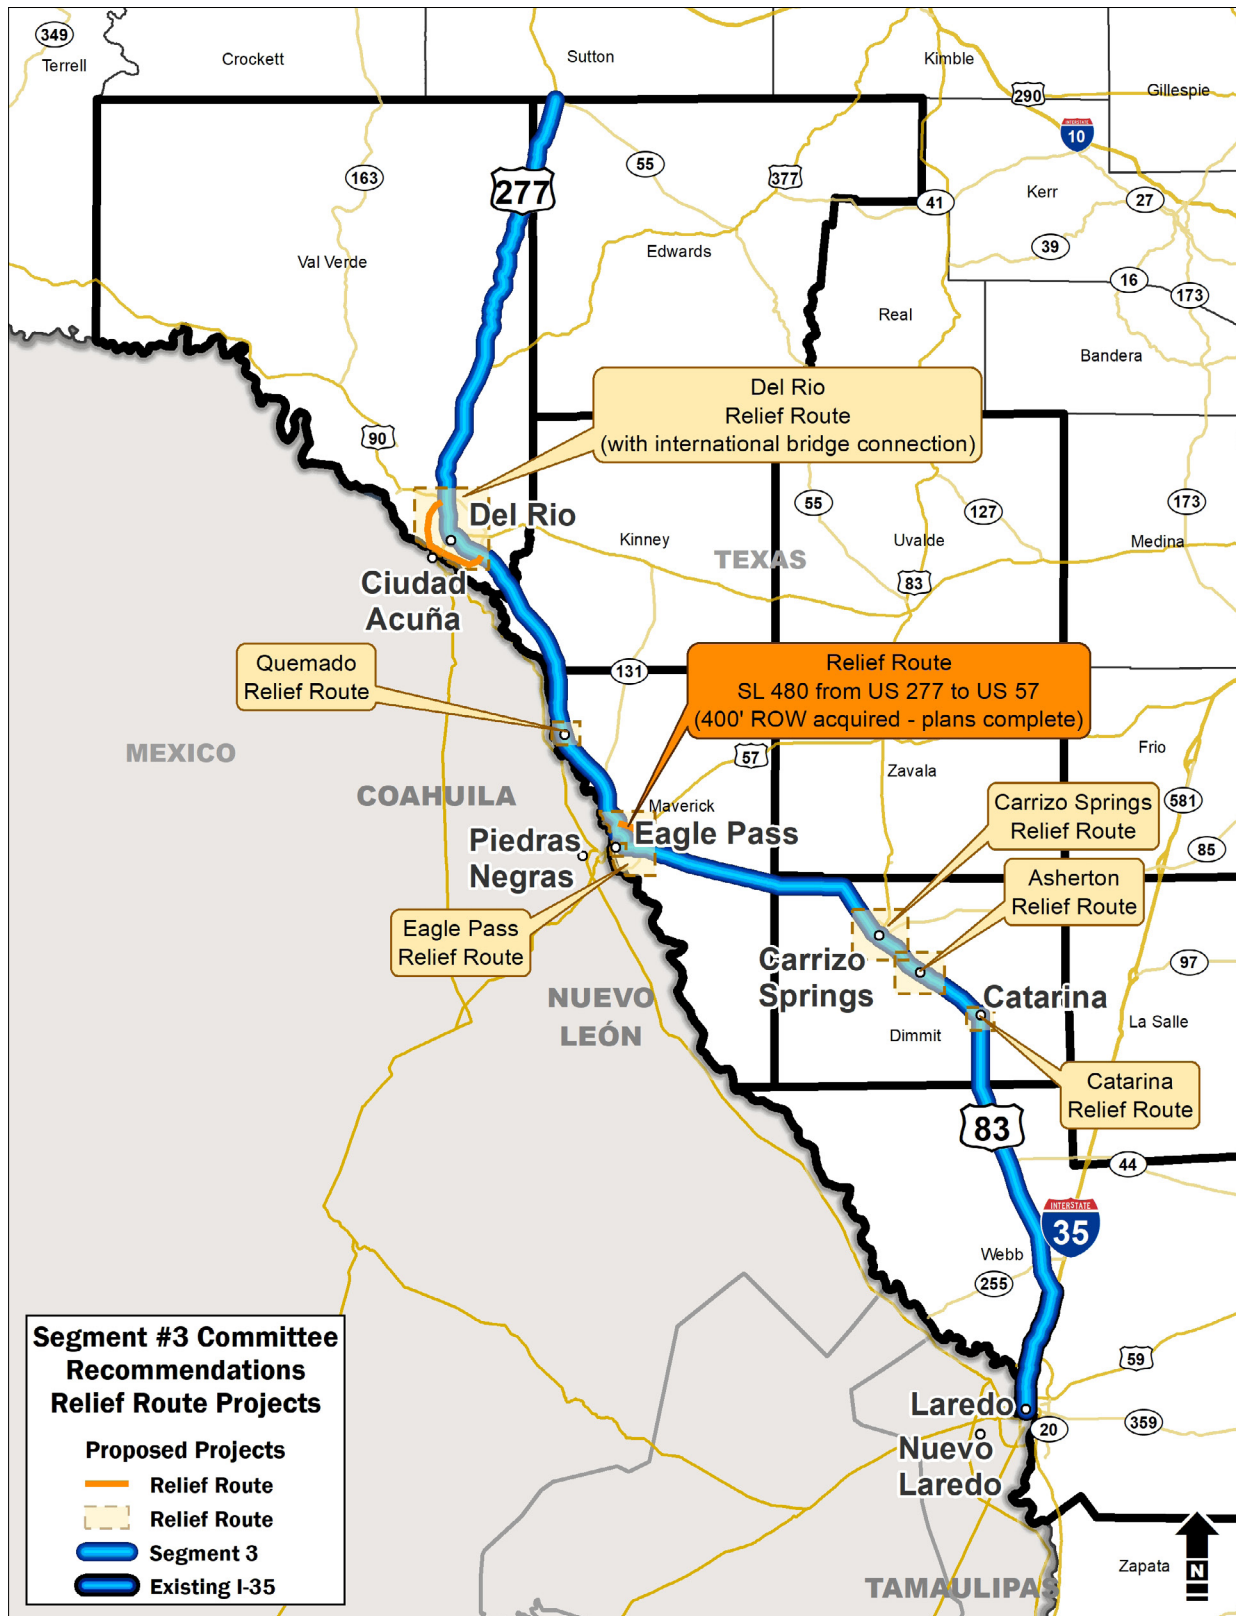 349
Terrell
Crockett
Sutton
Kimble
Gillespie
290
INTERSTATE
10
163
277
55
377
41
Kerr
27
39
Val Verde
Edwards
16
173
Real
Bandera
Del Rio
Relief Route
(with international bridge connection)
90
Del Rio
55
127
173
Kinney
TEXAS
Uvalde
Medina
83
Ciudad
Acuña
Quemado
Relief Route
131
Relief Route
SL 480 from US 277 to US 57
(400' ROW acquired - plans complete)
MEXICO
57
Frio
Zavala
COAHUILA
Maverick
Carrizo Springs
Relief Route
581
Piedras
Negras
Eagle Pass
85
Asherton
Relief Route
Eagle Pass
Relief Route
Carrizo
Springs
97
NUEVO
LEÓN
Catarina
La Salle
Dimmit
Catarina
Relief Route
83
44
INTERSTATE
35
Webb
255
Segment #3 Committee
Recommendations
Relief Route Projects
Proposed Projects
Relief Route
Relief Route
Segment 3
Existing I-35
59
Laredo
20
359
Nuevo
Laredo
TAMAULIPAS
Zapata
N